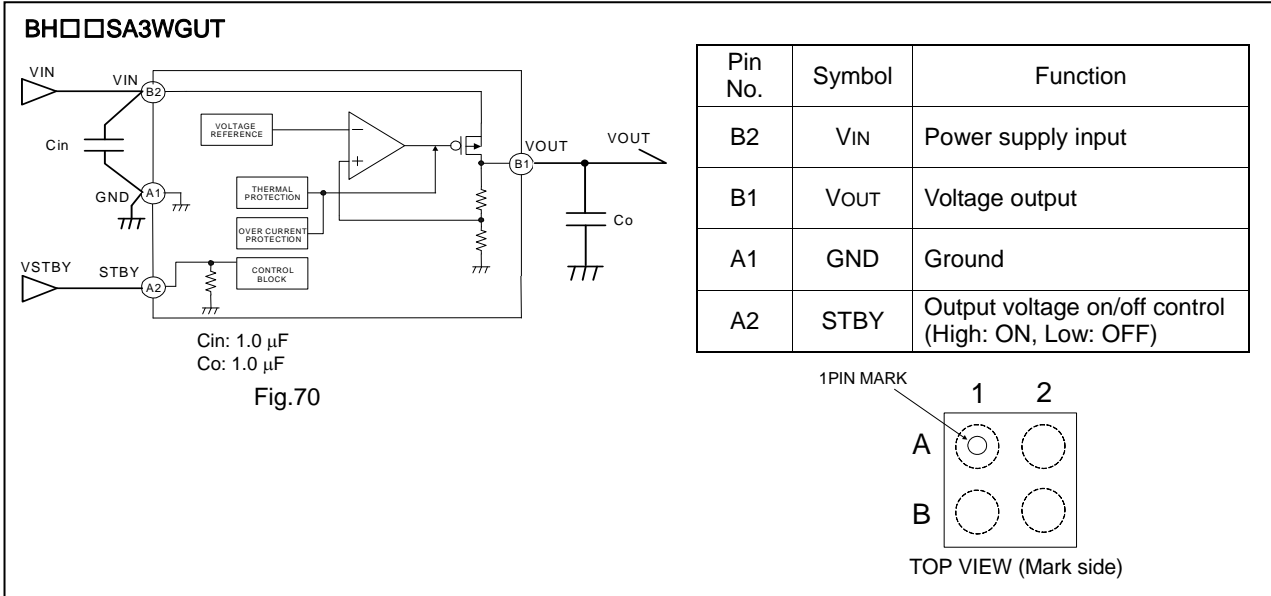 BH□□SA3WGUT
VIN
VIN
B2
Cin
GND
A1
VSTBY
STBY
A2
VOLTAGE
REFERENCE
THERMAL
PROTECTION
OVER CURRENT
PROTECTION
CONTROL
BLOCK
VOUT
B1
VOUT
Co
Cin: 1.0 μF
Co: 1.0 μF
Fig.70
Pin No. Symbol Function
B2 VIN Power supply input
B1 VOUT Voltage output
A1 GND Ground
A2 STBY Output voltage on/off control
(High: ON, Low: OFF)
1PIN MARK
1 2
A
B
TOP VIEW (Mark side)